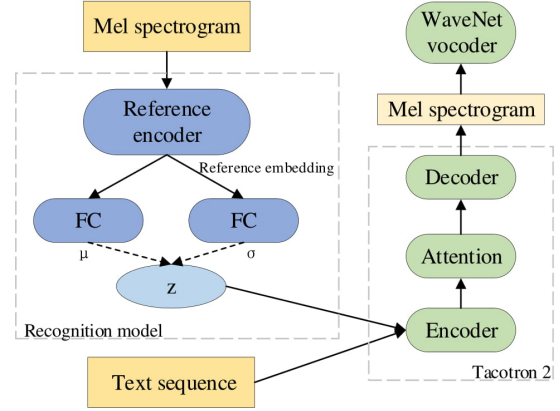 Mel spectrogram
Reference
encoder
Reference embedding
FC
FC
μ
σ
z
Recognition model
Text sequence
WaveNet
vocoder
Mel spectrogram
Decoder
Attention
Encoder
Tacotron 2